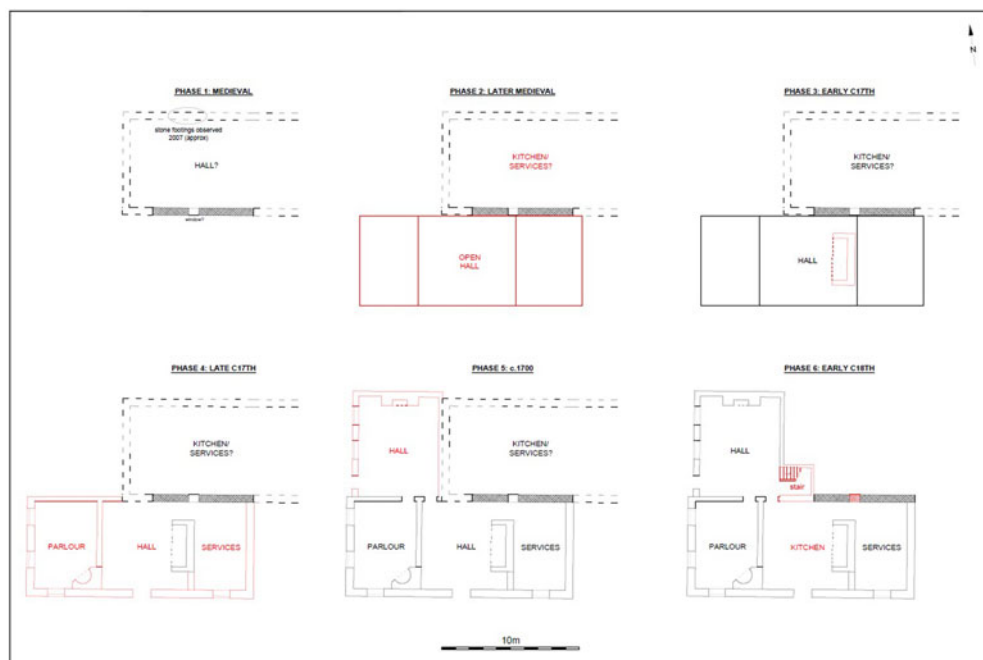 N
PHASE 1: MEDIEVAL
stone footings observed
2007 (approx)
HALL?
window?
PHASE 2: LATER MEDIEVAL
KITCHEN/
SERVICES?
OPEN
HALL
PHASE 3: EARLY C17TH
KITCHEN/
SERVICES?
HALL
PHASE 4: LATE C17TH
KITCHEN/
SERVICES?
PARLOUR
HALL
SERVICES
PHASE 5: c.1700
HALL
KITCHEN/
SERVICES?
PARLOUR
HALL
SERVICES
PHASE 6: EARLY C18TH
HALL
stair
PARLOUR
KITCHEN
SERVICES
10m